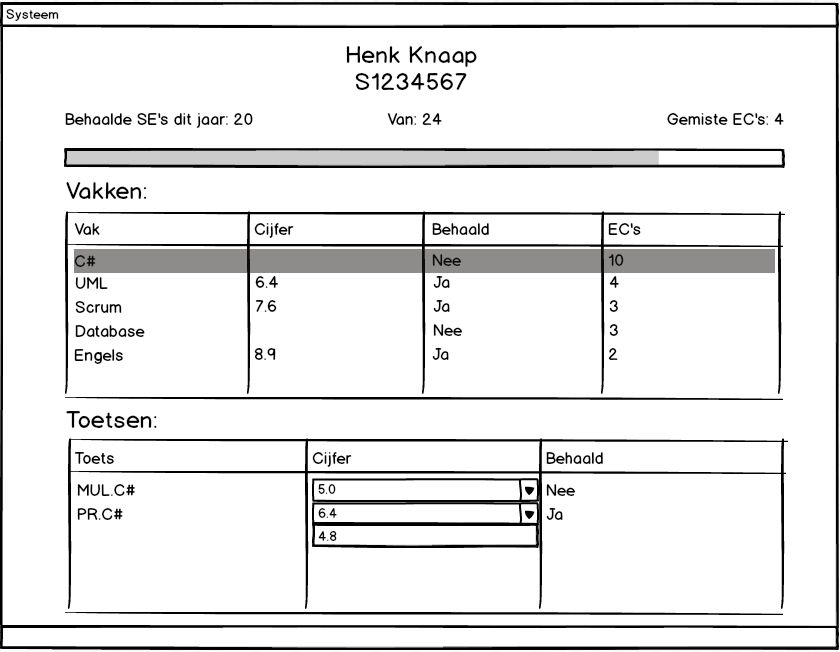 Systeem
Henk Knaap
S1234567
Behaalde SE's dit jaar: 20 Van: 24 Gemiste EC's: 4
Vakken:
Vak Cijfer Behaald EC's
C# Nee 10
UML 6.4 Ja 4
Scrum 7.6 Ja 3
Database Nee 3
Engels 8.9 Ja 2
Toetsen:
Toets Cijfer Behaald
MUL.C# 5.0 Nee
PR.C# 6.4 Ja
4.8